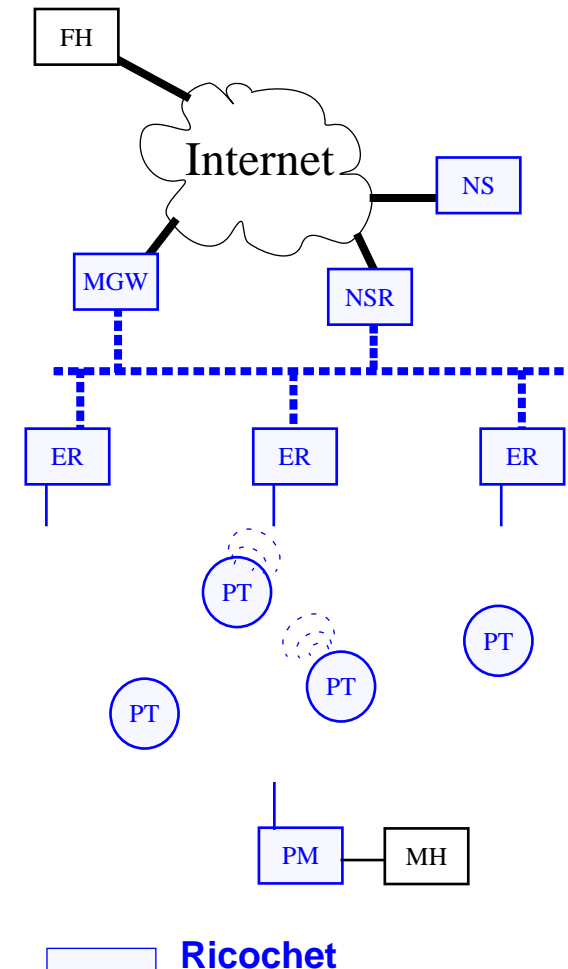 FH
Internet
NS
MGW
NSR
ER ER ER
PT
PT
PT
PT
PM MH
Ricochet